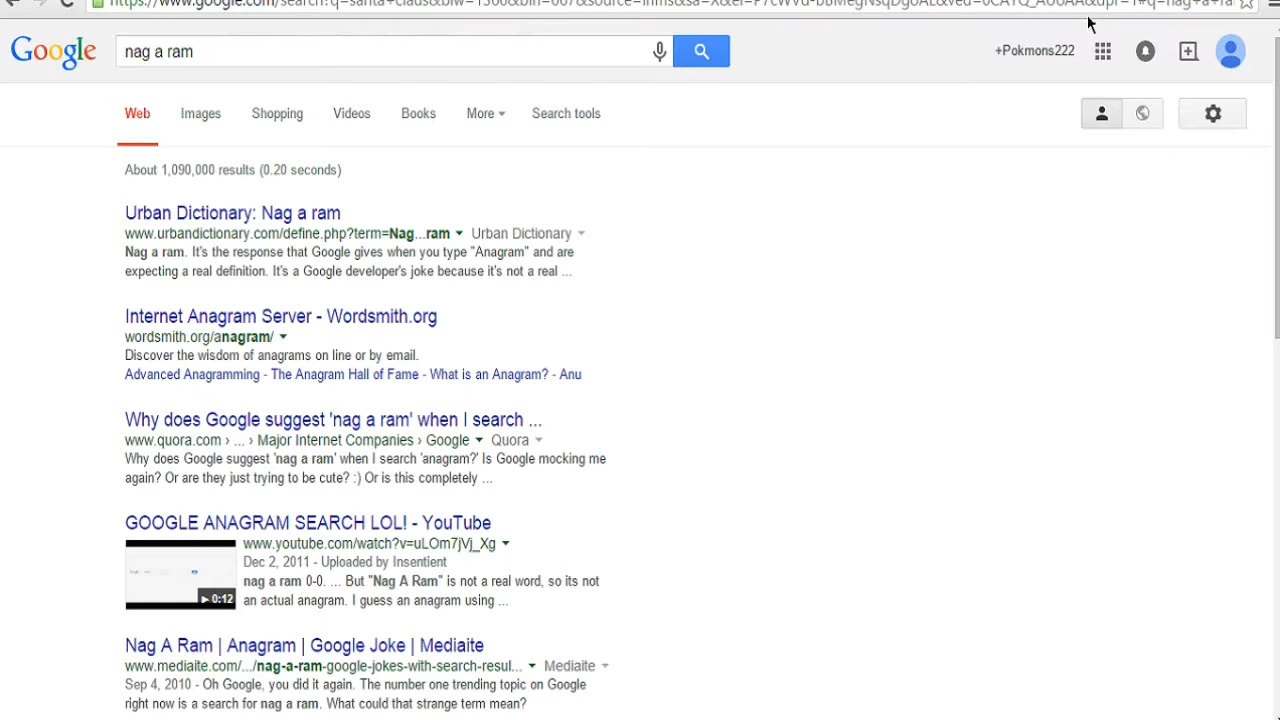 Google nag a ram +Pokmons222
Web Images Shopping Videos Books More Search tools
About 1,090,000 results (0.20 seconds)
Urban Dictionary: Nag a ram
www.urbandictionary.com/define.php?term=Nag...ram Urban Dictionary
Nag a ram. It's the response that Google gives when you type "Anagram" and are
expecting a real definition. It's a Google developer's joke because it's not a real ...
Internet Anagram Server - Wordsmith.org
wordsmith.org/anagram/
Discover the wisdom of anagrams on line or by email.
Advanced Anagramming - The Anagram Hall of Fame - What is an Anagram? - Anu
Why does Google suggest 'nag a ram' when I search ...
www.quora.com › ... › Major Internet Companies › Google Quora
Why does Google suggest 'nag a ram' when I search 'anagram?' Is Google mocking me
again? Or are they just trying to be cute? :) Or is this completely ...
GOOGLE ANAGRAM SEARCH LOL! - YouTube
www.youtube.com/watch?v=uLOm7jVj_Xg
Dec 2, 2011 - Uploaded by Insentient
nag a ram 0-0. ... But "Nag A Ram" is not a real word, so its not
0:12 an actual anagram. I guess an anagram using ...
Nag A Ram | Anagram | Google Joke | Mediaite
www.mediaite.com/.../nag-a-ram-google-jokes-with-search-resul... Mediaite
Sep 4, 2010 - Oh Google, you did it again. The number one trending topic on Google
right now is a search for nag a ram. What could that strange term mean?